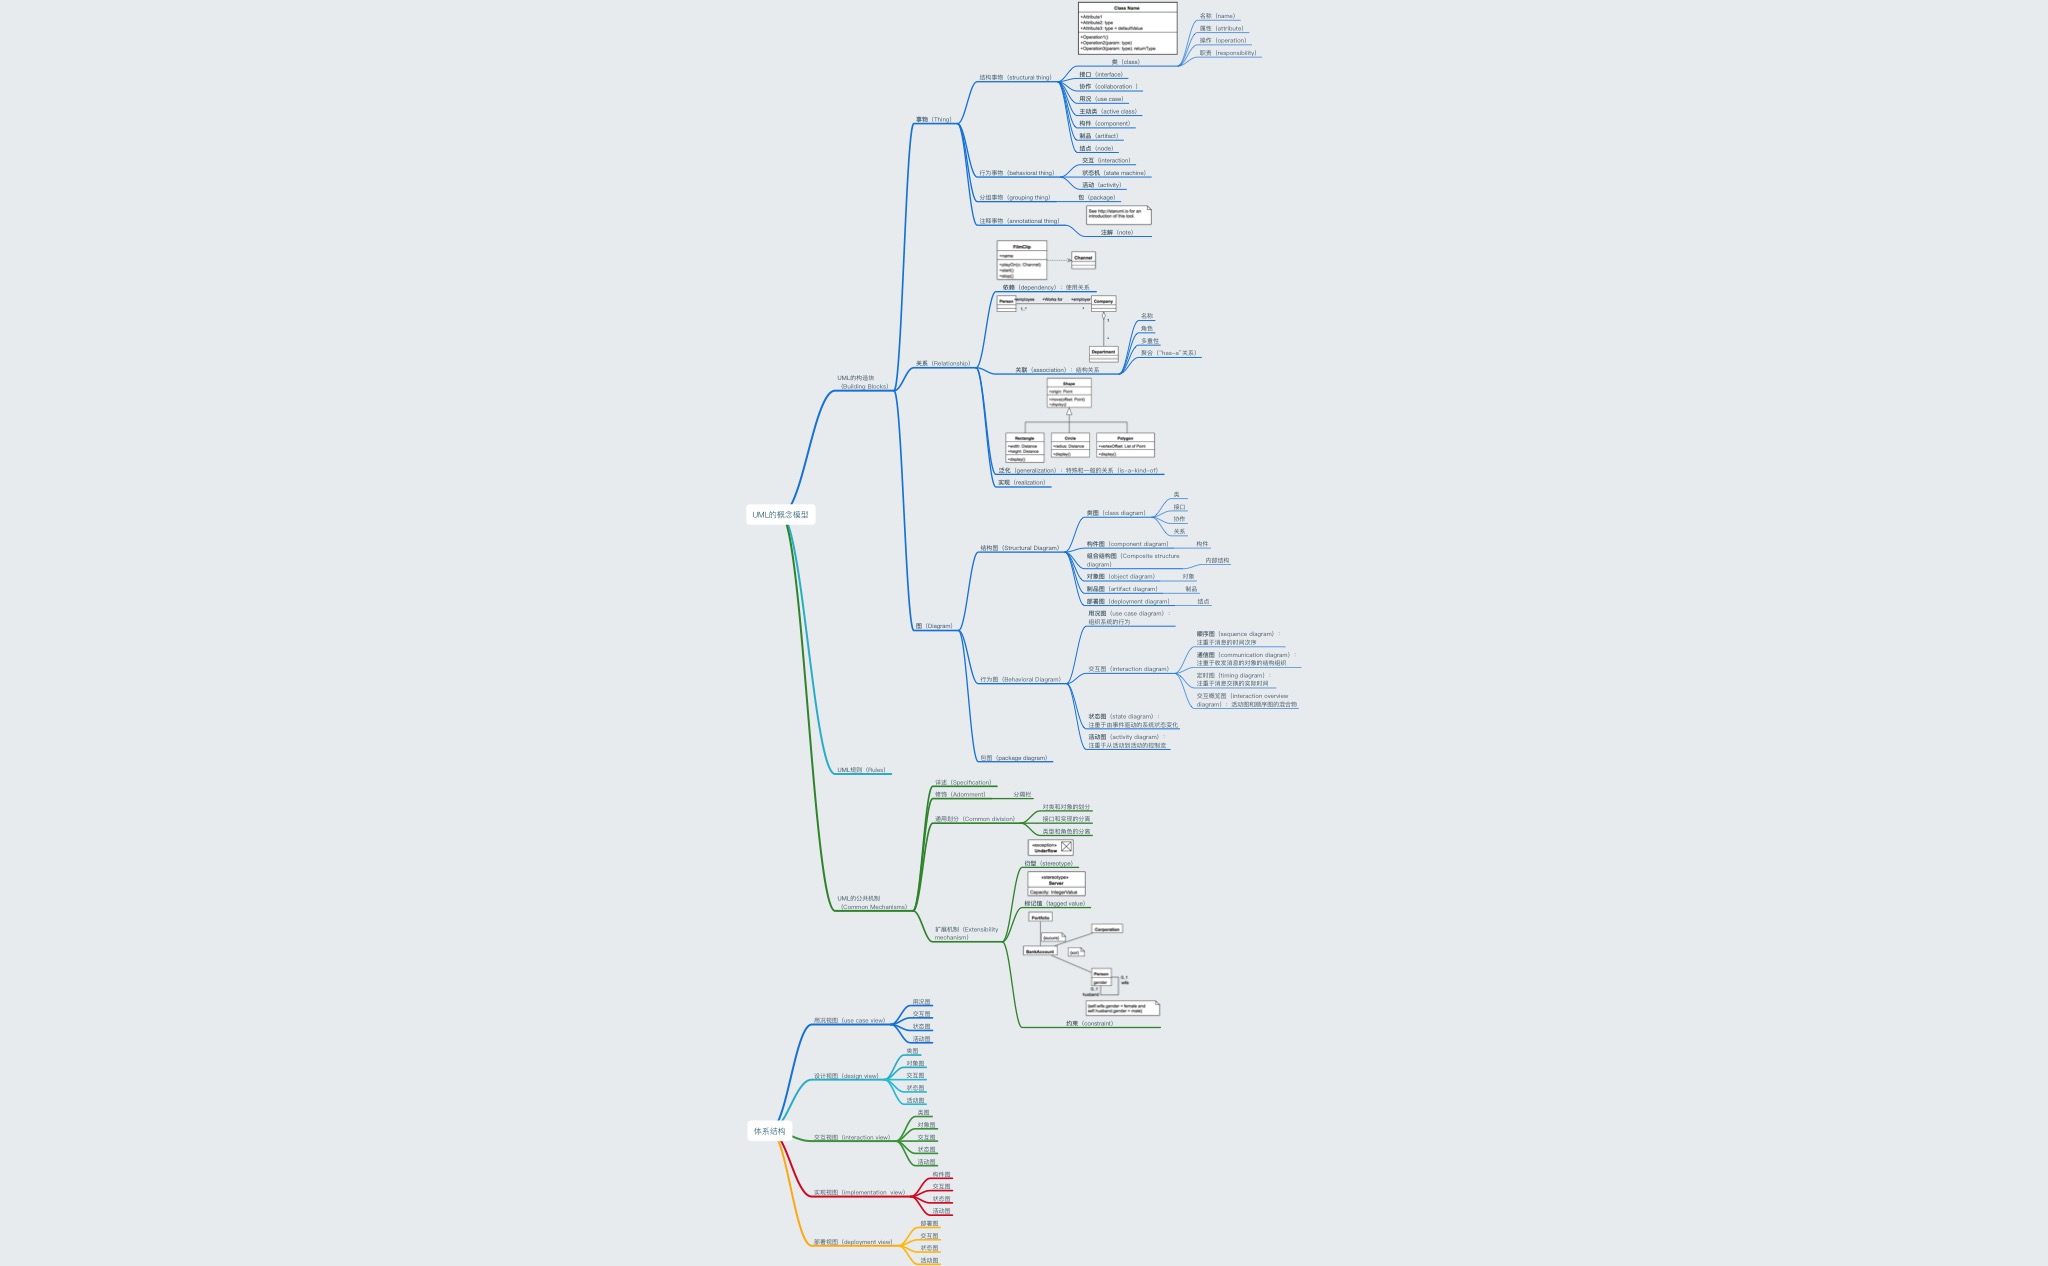 Class Name
+Attribute1
+Attribute2: type
+Attribute3: type = defaultValue
+Operation1()
+Operation2(param: type)
+Operation3(param: type): returnType
类（class）
名称（name）
属性（attribute）
操作（operation）
职责（responsibility）
结构事物（structural thing）
接口（interface）
协作（collaboration ）
用况（use case）
主动类（active class）
构件（component）
制品（artifact）
结点（node）
事物（Thing）
行为事物（behavioral thing）
交互（interaction）
状态机（state machine）
活动（activity）
分组事物（grouping thing）
包（package）
注释事物（annotational thing）
See http://staruml.io for an
introduction of this tool.
注解（note）
FilmClip
+name
+playOn(c: Channel)
+start()
+stop()
Channel
依赖（dependency）：使用关系
Person
+employee
+Works for
+employer
Company
1..*
*
1
*
Department
关联（association）：结构关系
名称
角色
多重性
聚合（“has-a”关系）
关系（Relationship）
Shape
+origin: Point
+move(offset: Point)
+display()
Rectangle
+width: Distance
+height: Distance
+display()
Circle
+radius: Distance
+display()
Polygon
+vertexOffset: List of Point
+display()
泛化（generalization）：特殊和一般的关系（is-a-kind-of）
实现（realization）
UML的构造块
（Building Blocks）
UML的概念模型
图（Diagram）
结构图（Structural Diagram）
类图（class diagram）
类
接口
协作
关系
构件图（component diagram）
构件
组合结构图（Composite structure
diagram）
内部结构
对象图（object diagram）
对象
制品图（artifact diagram）
制品
部署图（deployment diagram）
结点
行为图（Behavioral Diagram）
用况图（use case diagram）：
组织系统的行为
交互图（Interaction diagram）
顺序图（sequence diagram）：
注重于消息的时间次序
通信图（communication diagram）：
注重于收发消息的对象的结构组织
定时图（timing diagram）：
注重于消息交换的实际时间
交互概览图（interaction overview
diagram）：活动图和顺序图的混合物
状态图（state diagram）：
注重于由事件驱动的系统状态变化
活动图（activity diagram）：
注重于从活动到活动的控制流
包图（package diagram）
UML规则（Rules）
UML的公共机制
（Common Mechanisms）
详述（Specification）
修饰（Adornment）
分隔栏
通用划分（Common division）
对类和对象的划分
接口和实现的分离
类型和角色的分离
扩展机制（Extensibility
mechanism）
«exception»
Underflow
衍型（stereotype）
«stereotype»
Server
Capacity: IntegerValue
标记值（tagged value）
Portfolio
{secure}
Corporation
BankAccount
{xor}
Person
gender
0..1
wife
0..1
husband
{self.wife.gender = female and
self.husband.gender = male}
约束（constraint）
体系结构
用况视图（use case view）
用况图
交互图
状态图
活动图
设计视图（design view）
类图
对象图
交互图
状态图
活动图
交互视图（interaction view）
类图
对象图
交互图
状态图
活动图
实现视图（implementation view）
构件图
交互图
状态图
活动图
部署视图（deployment view）
部署图
交互图
状态图
活动图